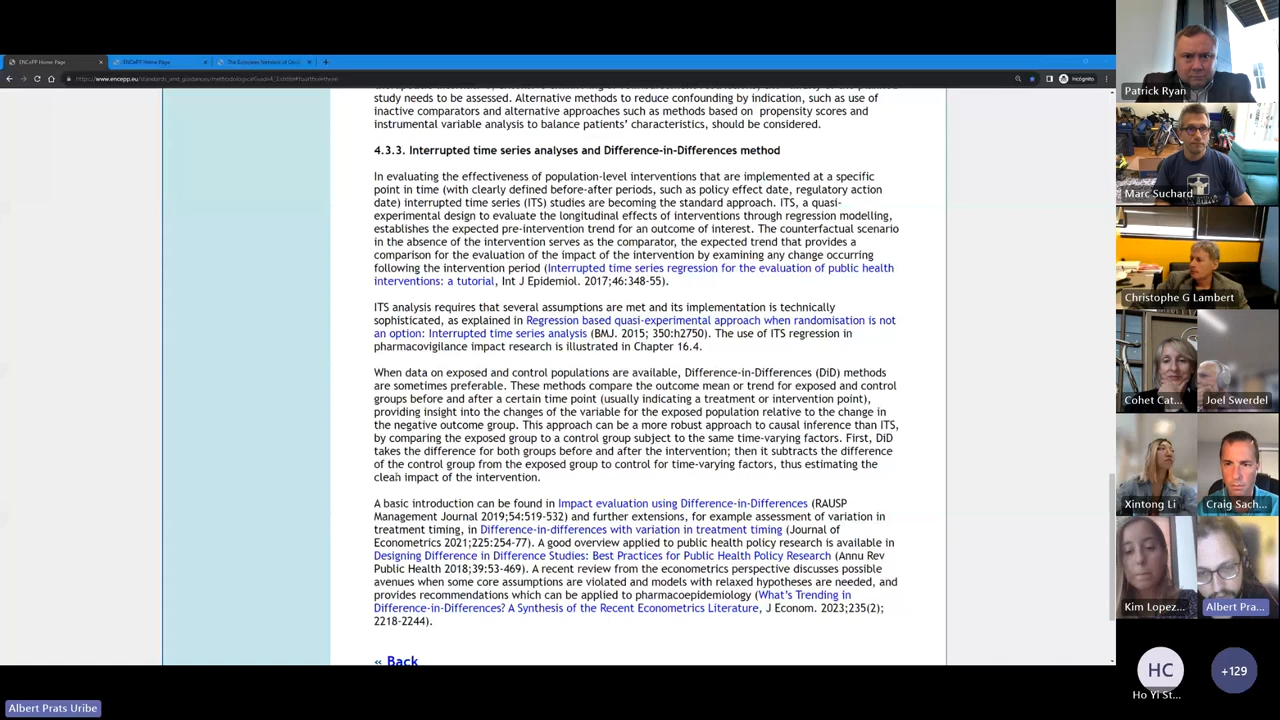 ENCePP Home Page
ENCePP Home Page
Incógnito
study needs to be assessed. Alternative methods to reduce confounding by indication, such as use of
inactive comparators and alternative approaches such as methods based on propensity scores and
instrumental variable analysis to balance patients' characteristics, should be considered.
4.3.3. Interrupted time series analyses and Difference-in-Differences method
In evaluating the effectiveness of population-level interventions that are implemented at a specific
point in time (with clearly defined before-after periods, such as policy effect date, regulatory action
date) interrupted time series (ITS) studies are becoming the standard approach. ITS, a quasi-
experimental design to evaluate the longitudinal effects of interventions through regression modelling,
establishes the expected pre-intervention trend for an outcome of interest. The counterfactual scenario
in the absence of the intervention serves as the comparator, the expected trend that provides a
comparison for the evaluation of the impact of the intervention by examining any change occurring
following the intervention period (Interrupted time series regression for the evaluation of public health
interventions: a tutorial, Int J Epidemiol. 2017;46:348-55).
ITS analysis requires that several assumptions are met and its implementation is technically
sophisticated, as explained in Regression based quasi-experimental approach when randomisation is not
an option: Interrupted time series analysis (BMJ. 2015; 350:h2750). The use of ITS regression in
pharmacovigilance impact research is illustrated in Chapter 16.4.
When data on exposed and control populations are available, Difference-in-Differences (DiD) methods
are sometimes preferable. These methods compare the outcome mean or trend for exposed and control
groups before and after a certain time point (usually indicating a treatment or intervention point),
providing insight into the changes of the variable for the exposed population relative to the change in
the negative outcome group. This approach can be a more robust approach to causal inference than ITS,
by comparing the exposed group to a control group subject to the same time-varying factors. First, DiD
takes the difference for both groups before and after the intervention; then it subtracts the difference
of the control group from the exposed group to control for time-varying factors, thus estimating the
clean impact of the intervention.
A basic introduction can be found in Impact evaluation using Difference-in-Differences (RAUSP
Management Journal 2019;54:519-532) and further extensions, for example assessment of variation in
treatment timing, in Difference-in-differences with variation in treatment timing (Journal of
Econometrics 2021;225:254-77). A good overview applied to public health policy research is available in
Designing Difference in Difference Studies: Best Practices for Public Health Policy Research (Annu Rev
Public Health 2018;39:53-469). A recent review from the econometrics perspective discusses possible
avenues when some core assumptions are violated and models with relaxed hypotheses are needed, and
provides recommendations which can be applied to pharmacoepidemiology (What's Trending in
Difference-in-Differences? A Synthesis of the Recent Econometrics Literature, J Econom. 2023;235(2);
2218-2244).
« Back
Patrick Ryan
Marc Suchard
Christophe G Lambert
Cohet Cat...
Joel Swerdel
Xintong Li
Craig Sach...
Kim Lopez...
Albert Pra...
HC
Ho Yi St...
+129
Albert Prats Uribe